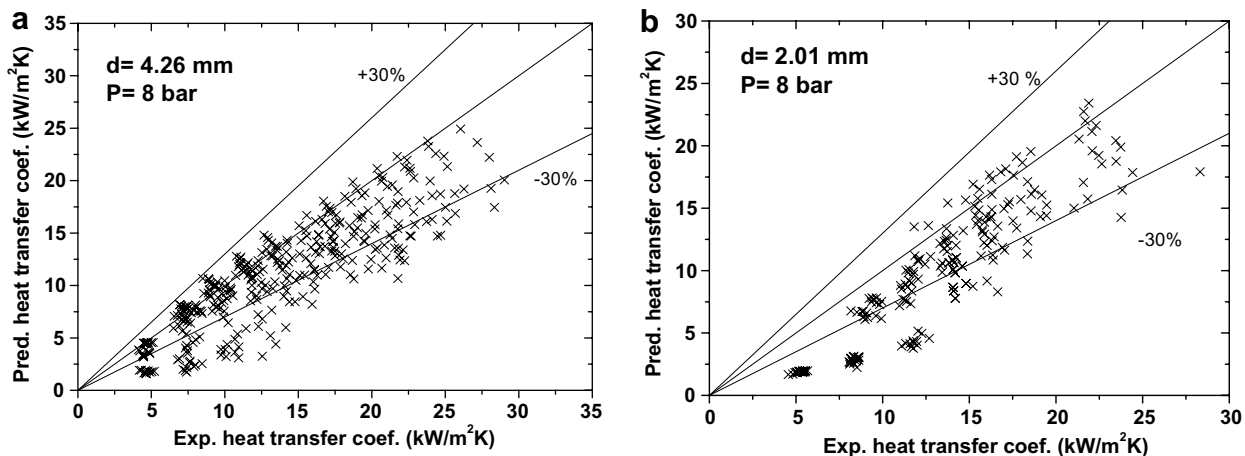 a
d= 4.26 mm
P= 8 bar
+30%
-30%
Pred. heat transfer coef. (kW/m²K)
35
30
25
20
15
10
5
0
0 5 10 15 20 25 30 35
Exp. heat transfer coef. (kW/m²K)
b
d= 2.01 mm
P= 8 bar
+30 %
-30%
Pred. heat transfer coef. (kW/m²K)
30
25
20
15
10
5
0
0 5 10 15 20 25 30
Exp. heat transfer coef. (kW/m²K)